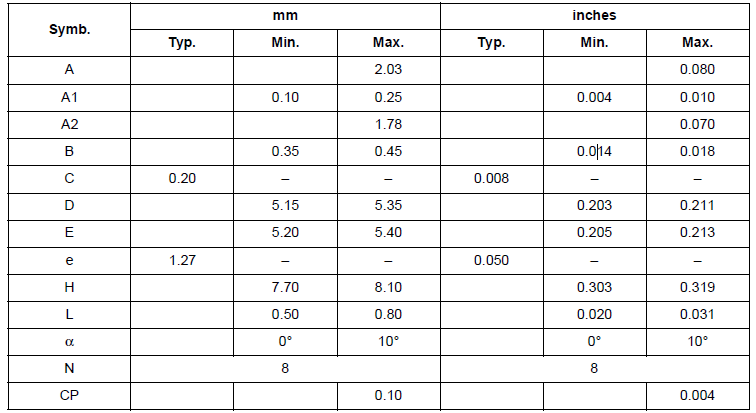 Symb. mm inches
Typ. Min. Max. Typ. Min. Max.
A 2.03 0.080
A1 0.10 0.25 0.004 0.010
A2 1.78 0.070
B 0.35 0.45 0.014 0.018
C 0.20 – – 0.008 – –
D 5.15 5.35 0.203 0.211
E 5.20 5.40 0.205 0.213
e 1.27 – – 0.050 – –
H 7.70 8.10 0.303 0.319
L 0.50 0.80 0.020 0.031
α 0° 10° 0° 10°
N 8 8
CP 0.10 0.004